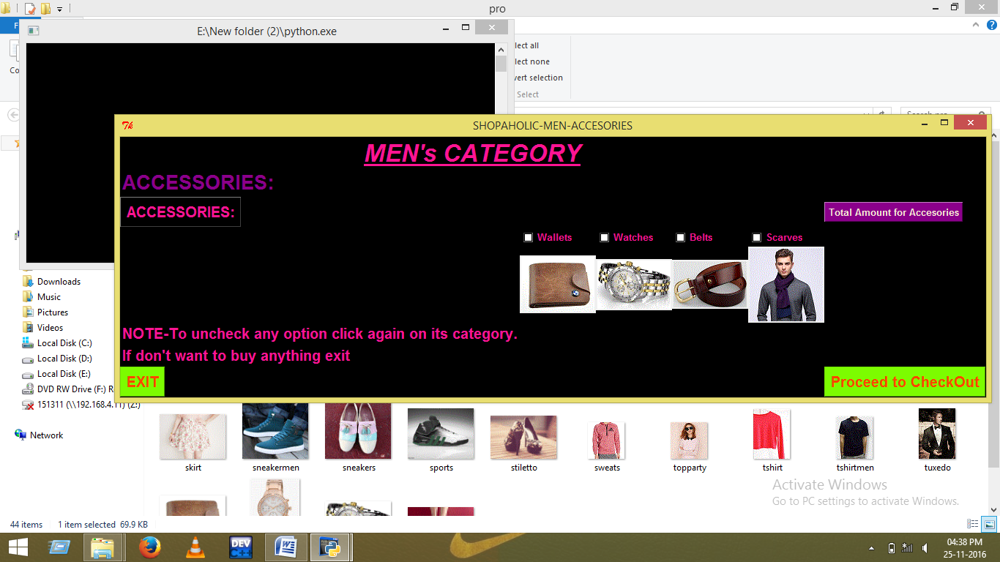 pro
E:\New folder (2)\python.exe
lect all
lect none
vert selection
Select
Co
SHOPAHOLIC-MEN-ACCESORIES
MEN's CATEGORY
ACCESSORIES:
ACCESSORIES:
Total Amount for Accesories
Wallets
Watches
Belts
Scarves
NOTE-To uncheck any option click again on its category.
If don't want to buy anything exit
EXIT
Proceed to CheckOut
Downloads
Music
Pictures
Videos
Local Disk (C:)
Local Disk (D:)
Local Disk (E:)
DVD RW Drive (F:) R
151311 (\\192.168.4.11) (Z:)
Network
skirt
sneakermen
sneakers
sports
stiletto
sweats
topparty
tshirt
tshirtmen
tuxedo
Activate Windows
Go to PC settings to activate Windows.
44 items
1 item selected 69.9 KB
DEV
C++
04:38 PM
25-11-2016